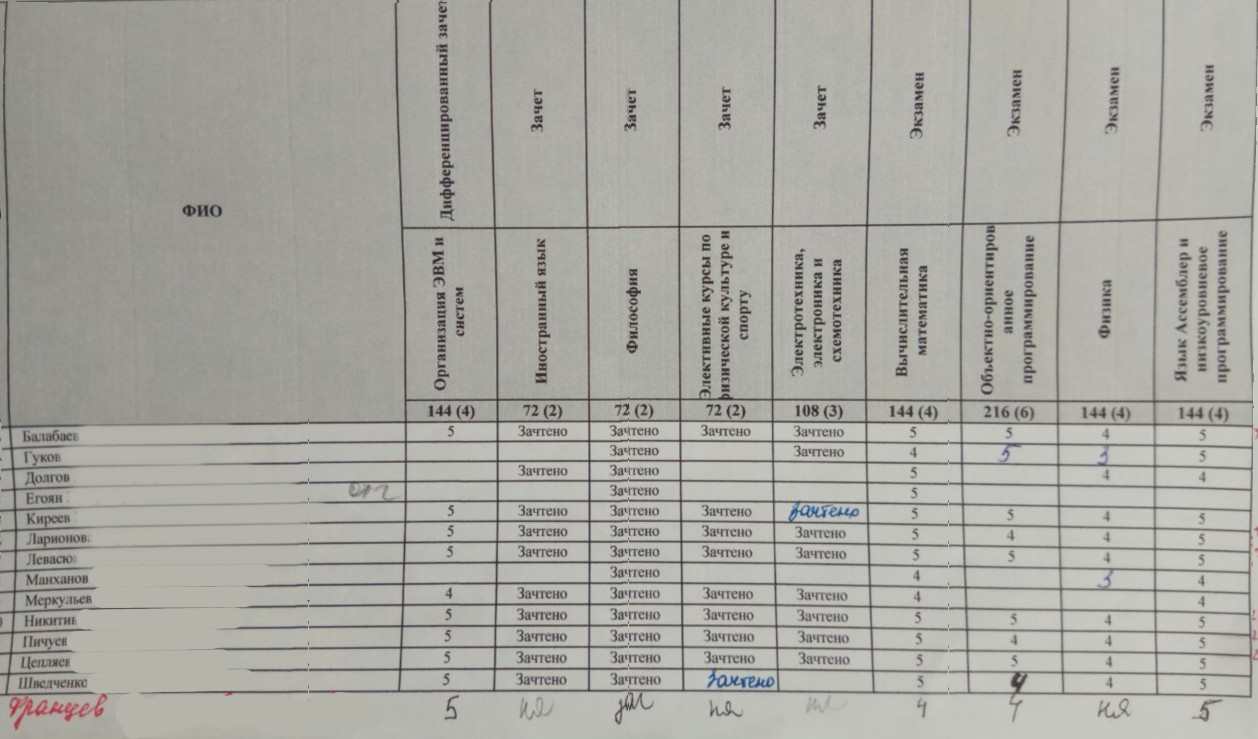 ФИО Дифференцированный зачет Зачет Зачет Зачет Зачет Экзамен Экзамен Экзамен Экзамен
Организация ЭВМ и систем Иностранный язык Философия Элективные курсы по физической культуре и спорту Электротехника, электроника и схемотехника Вычислительная математика Объектно-ориентиров анное программирование Физика Язык Ассемблер и низкоуровневое программирование
144 (4) 72 (2) 72 (2) 72 (2) 108 (3) 144 (4) 216 (6) 144 (4) 144 (4)
Балабаев 5 Зачтено Зачтено Зачтено Зачтено 5 5 4 5
Гуков Зачтено Зачтено 4 5 3 5
Долгов Зачтено Зачтено 5 4 4
Егоян Зачтено 5
Киреев 5 Зачтено Зачтено Зачтено Зачтено 5 5 4 5
Ларионов 5 Зачтено Зачтено Зачтено Зачтено 5 4 4 5
Левасю 5 Зачтено Зачтено Зачтено Зачтено 5 5 4 5
Манханов Зачтено 4 3 4
Меркульев 4 Зачтено Зачтено Зачтено Зачтено 4 4
Никитин 5 Зачтено Зачтено Зачтено Зачтено 5 5 4 5
Пичуев 5 Зачтено Зачтено Зачтено Зачтено 5 4 4 5
Цепляев 5 Зачтено Зачтено Зачтено Зачтено 5 5 4 5
Шведченко 5 Зачтено Зачтено Зачтено 5 4 4 5
Францев 5 ня зач ня 4 4 ня 5